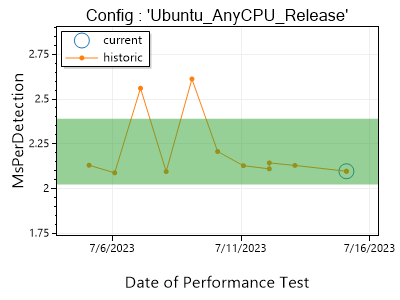 Config : 'Ubuntu_AnyCPU_Release'
current
historic
2.75
2.5
2.25
2
1.75
MsPerDetection
7/6/2023
7/11/2023
7/16/2023
Date of Performance Test